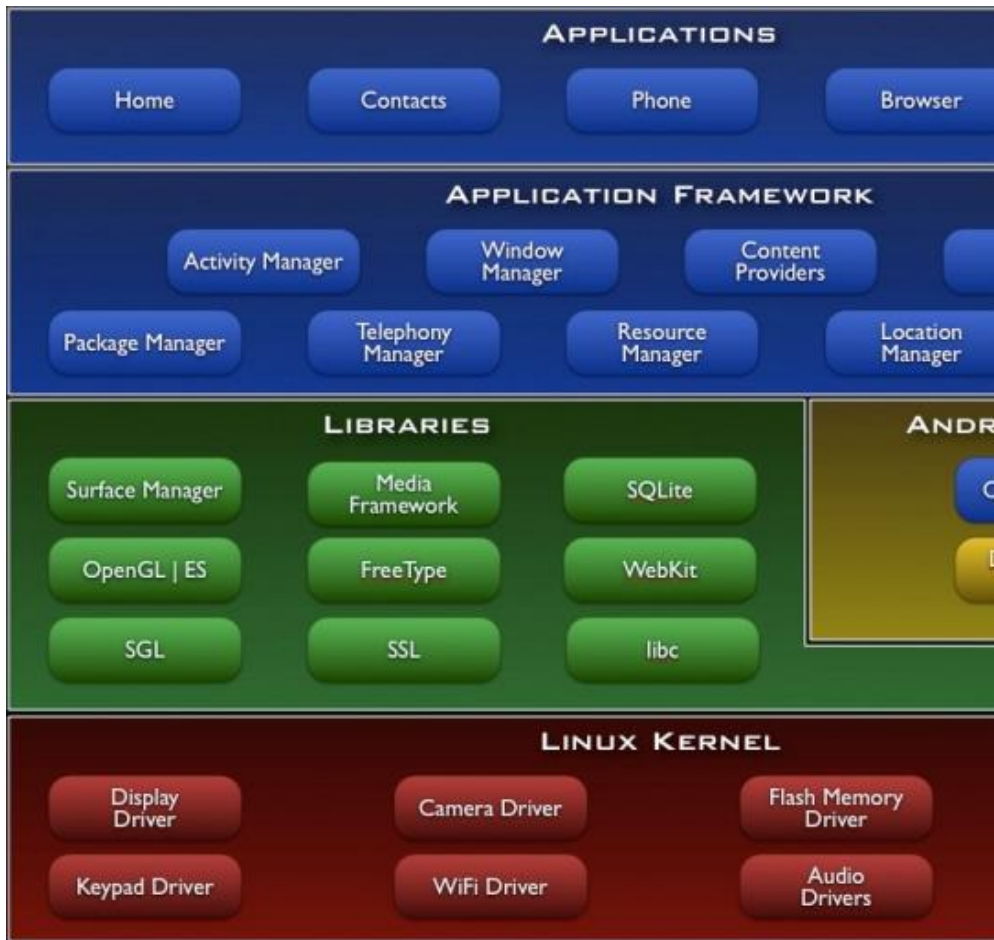 APPLICATIONS
Home
Contacts
Phone
Browser
APPLICATION FRAMEWORK
Activity Manager
Window
Manager
Content
Providers
Package Manager
Telephony
Manager
Resource
Manager
Location
Manager
LIBRARIES
Surface Manager
Media
Framework
SQLite
OpenGL | ES
FreeType
WebKit
SGL
SSL
libc
ANDR
LINUX KERNEL
Display
Driver
Camera Driver
Flash Memory
Driver
Keypad Driver
WiFi Driver
Audio
Drivers